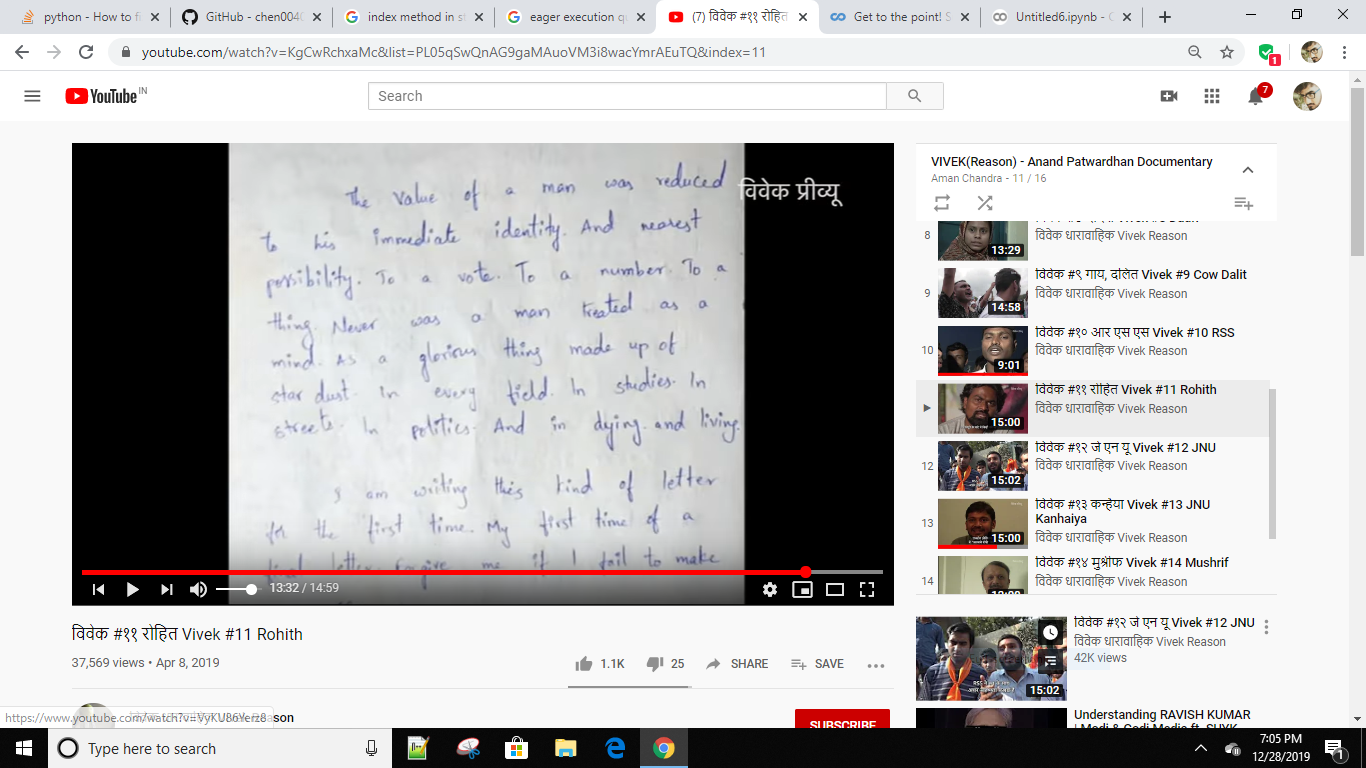 python - How to fi
GitHub - chen004
index method in st
eager execution qu
(7) विवेक #११ रोहित
Get to the point! S
Untitled6.ipynb - C
youtube.com/watch?v=KgCwRchxaMc&list=PL05qSwQnAG9gaMAuoVM3i8wacYmrAEuTQ&index=11
1
YouTube IN
Search
7
The value of a man was reduced
विवेक प्रीव्यू
to his immediate identity. And nearest
possibility. To a vote. To a number. To a
thing. Never was a man treated as a
mind. As a glorious thing made up of
star dust. In every field. In studies. In
streets. In politics. And in dying and living.
I am writing this kind of letter
for the first time. My first time of a
final letter. Forgive me if I fail to make
13:32 / 14:59
VIVEK(Reason) - Anand Patwardhan Documentary
Aman Chandra - 11 / 16
8
13:29
विवेक धारावाहिक Vivek Reason
9
14:58
विवेक #९ गाय, दलित Vivek #9 Cow Dalit
विवेक धारावाहिक Vivek Reason
10
9:01
विवेक #१० आर एस एस Vivek #10 RSS
विवेक धारावाहिक Vivek Reason
15:00
विवेक #११ रोहित Vivek #11 Rohith
विवेक धारावाहिक Vivek Reason
12
15:02
विवेक #१२ जे एन यू Vivek #12 JNU
विवेक धारावाहिक Vivek Reason
13
15:00
विवेक #१३ कन्हैया Vivek #13 JNU
Kanhaiya
विवेक धारावाहिक Vivek Reason
14
विवेक #१४ मुश्रीफ Vivek #14 Mushrif
विवेक धारावाहिक Vivek Reason
विवेक #११ रोहित Vivek #11 Rohith
37,569 views • Apr 8, 2019
1.1K
25
SHARE
SAVE
15:02
विवेक #१२ जे एन यू Vivek #12 JNU
विवेक धारावाहिक Vivek Reason
42K views
SUBSCRIBE
Understanding RAVISH KUMAR
Type here to search
7:05 PM
12/28/2019
1